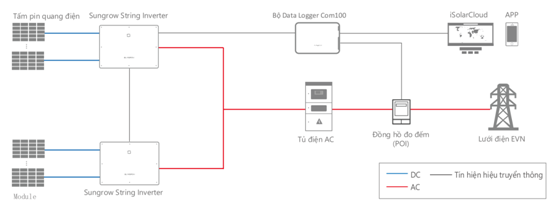 Tấm pin quang điện
Sungrow String Inverter
Bộ Data Logger Com100
iSolarCloud
APP
Tủ điện AC
Đồng hồ đo đếm
(POI)
Lưới điện EVN
Sungrow String Inverter
Module
DC
Tín hiện hiệu truyền thông
AC